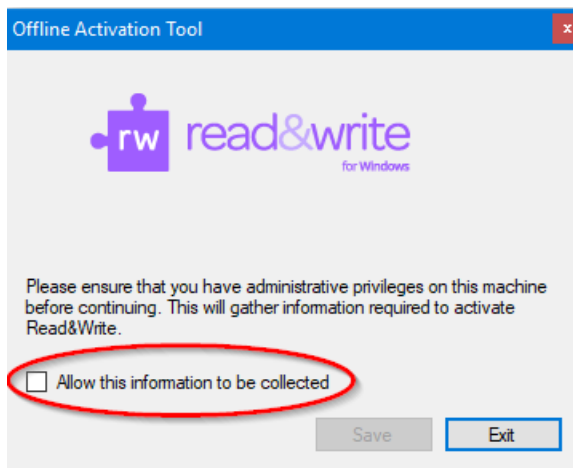 Offline Activation Tool
x
rw read&write
for Windows
Please ensure that you have administrative privileges on this machine
before continuing. This will gather information required to activate
Read&Write.
Allow this information to be collected
Save Exit